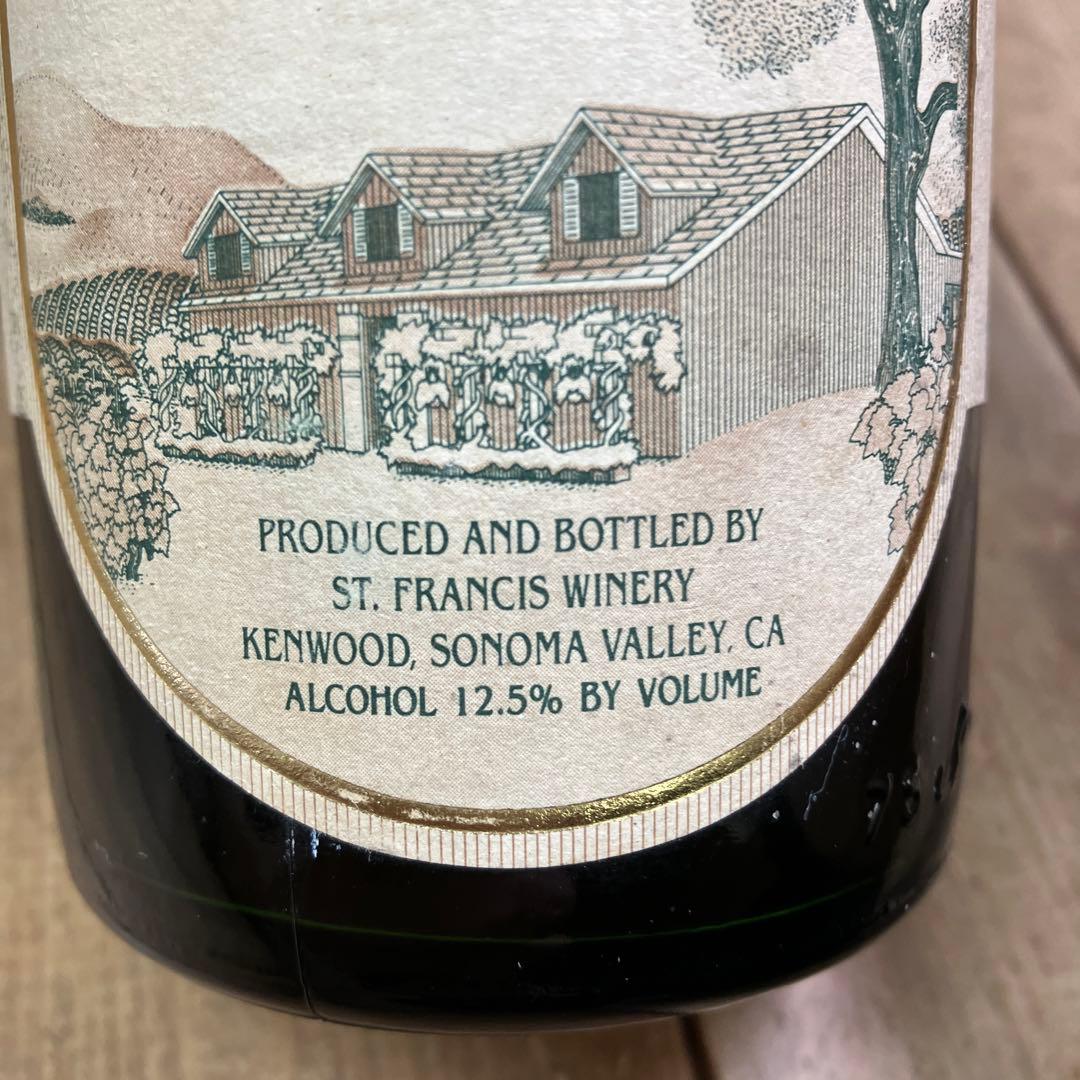 PRODUCED AND BOTTLED BY
ST. FRANCIS WINERY
KENWOOD, SONOMA VALLEY, CA
ALCOHOL 12.5% BY VOLUME